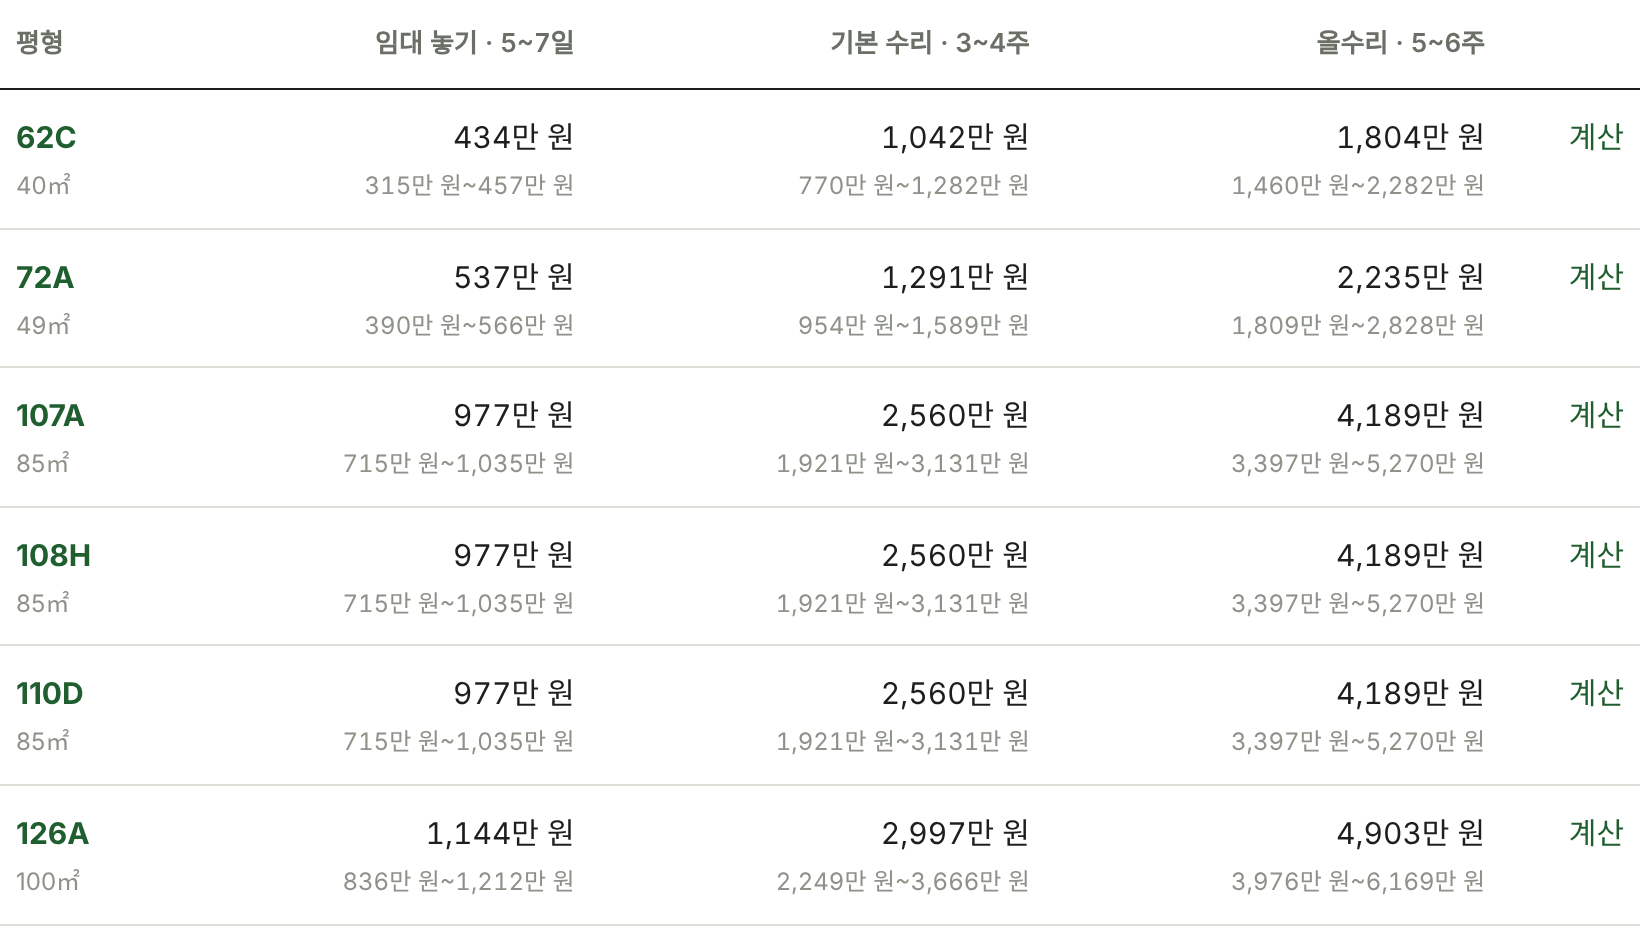 평형 임대 놓기 · 5~7일 기본 수리 · 3~4주 올수리 · 5~6주
62C 434만 원 1,042만 원 1,804만 원 계산
40㎡ 315만 원~457만 원 770만 원~1,282만 원 1,460만 원~2,282만 원
72A 537만 원 1,291만 원 2,235만 원 계산
49㎡ 390만 원~566만 원 954만 원~1,589만 원 1,809만 원~2,828만 원
107A 977만 원 2,560만 원 4,189만 원 계산
85㎡ 715만 원~1,035만 원 1,921만 원~3,131만 원 3,397만 원~5,270만 원
108H 977만 원 2,560만 원 4,189만 원 계산
85㎡ 715만 원~1,035만 원 1,921만 원~3,131만 원 3,397만 원~5,270만 원
110D 977만 원 2,560만 원 4,189만 원 계산
85㎡ 715만 원~1,035만 원 1,921만 원~3,131만 원 3,397만 원~5,270만 원
126A 1,144만 원 2,997만 원 4,903만 원 계산
100㎡ 836만 원~1,212만 원 2,249만 원~3,666만 원 3,976만 원~6,169만 원